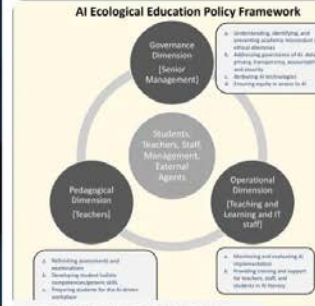 AI Ecological Education Policy Framework
Governance
Dimension
[Senior
Management]
a. Understanding, identifying, and
preventing academic misconduct
ethical dilemmas
b. Addressing governance of AI: data
privacy, transparency, accountability
and security
c. Attributing AI technologies
d. Ensuring equity in access to AI
Students,
Teachers, Staff,
Management,
External
Agents
Pedagogical
Dimension
[Teachers]
Operational
Dimension
[Teaching and
Learning and IT
staff]
a. Rethinking assessments and
examinations
b. Developing student holistic
competencies/generic skills
c. Preparing students for the AI-driven
workplace
a. Monitoring and evaluating AI
implementation
b. Providing training and support
for teachers, staff, and
students in AI literacy